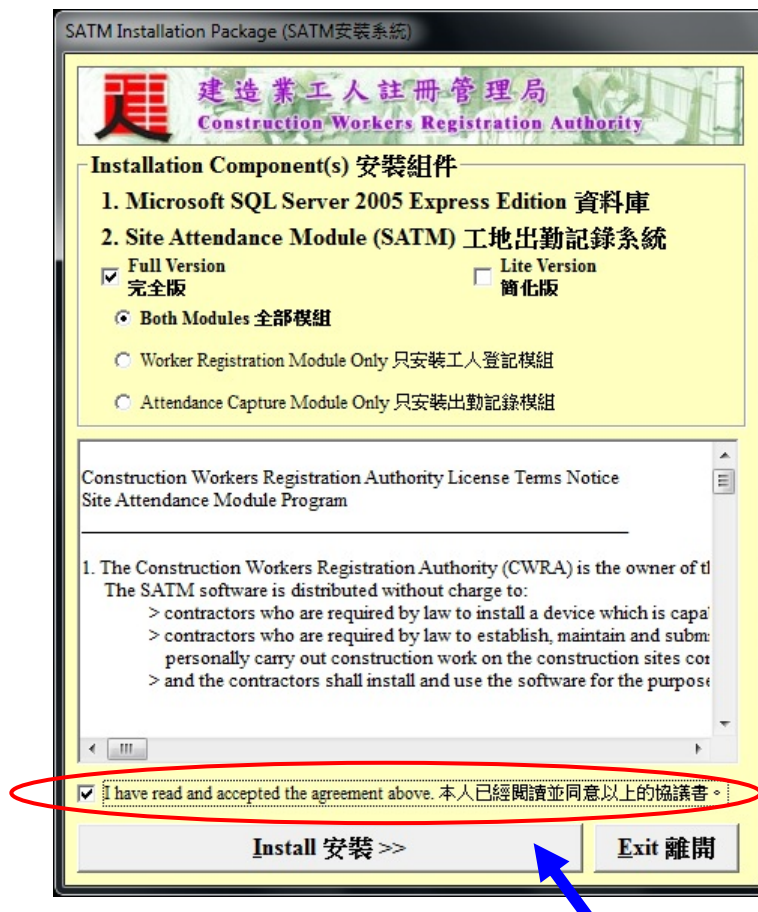 SATM Installation Package (SATM安裝系統)
建造業工人註冊管理局
Construction Workers Registration Authority
Installation Component(s) 安裝組件
1. Microsoft SQL Server 2005 Express Edition 資料庫
2. Site Attendance Module (SATM) 工地出勤記錄系統
Full Version
完全版
Lite Version
簡化版
Both Modules 全部模組
Worker Registration Module Only 只安裝工人登記模組
Attendance Capture Module Only 只安裝出勤記錄模組
Construction Workers Registration Authority License Terms Notice
Site Attendance Module Program
1. The Construction Workers Registration Authority (CWRA) is the owner of
The SATM software is distributed without charge to:
> contractors who are required by law to install a device which is
> contractors who are required by law to establish, maintain and
personally carry out construction work on the construction sites
> and the contractors shall install and use the software for the purpose
I have read and accepted the agreement above. 本人已經閱讀並同意以上的協議書。
Install 安裝 >>
Exit 離開